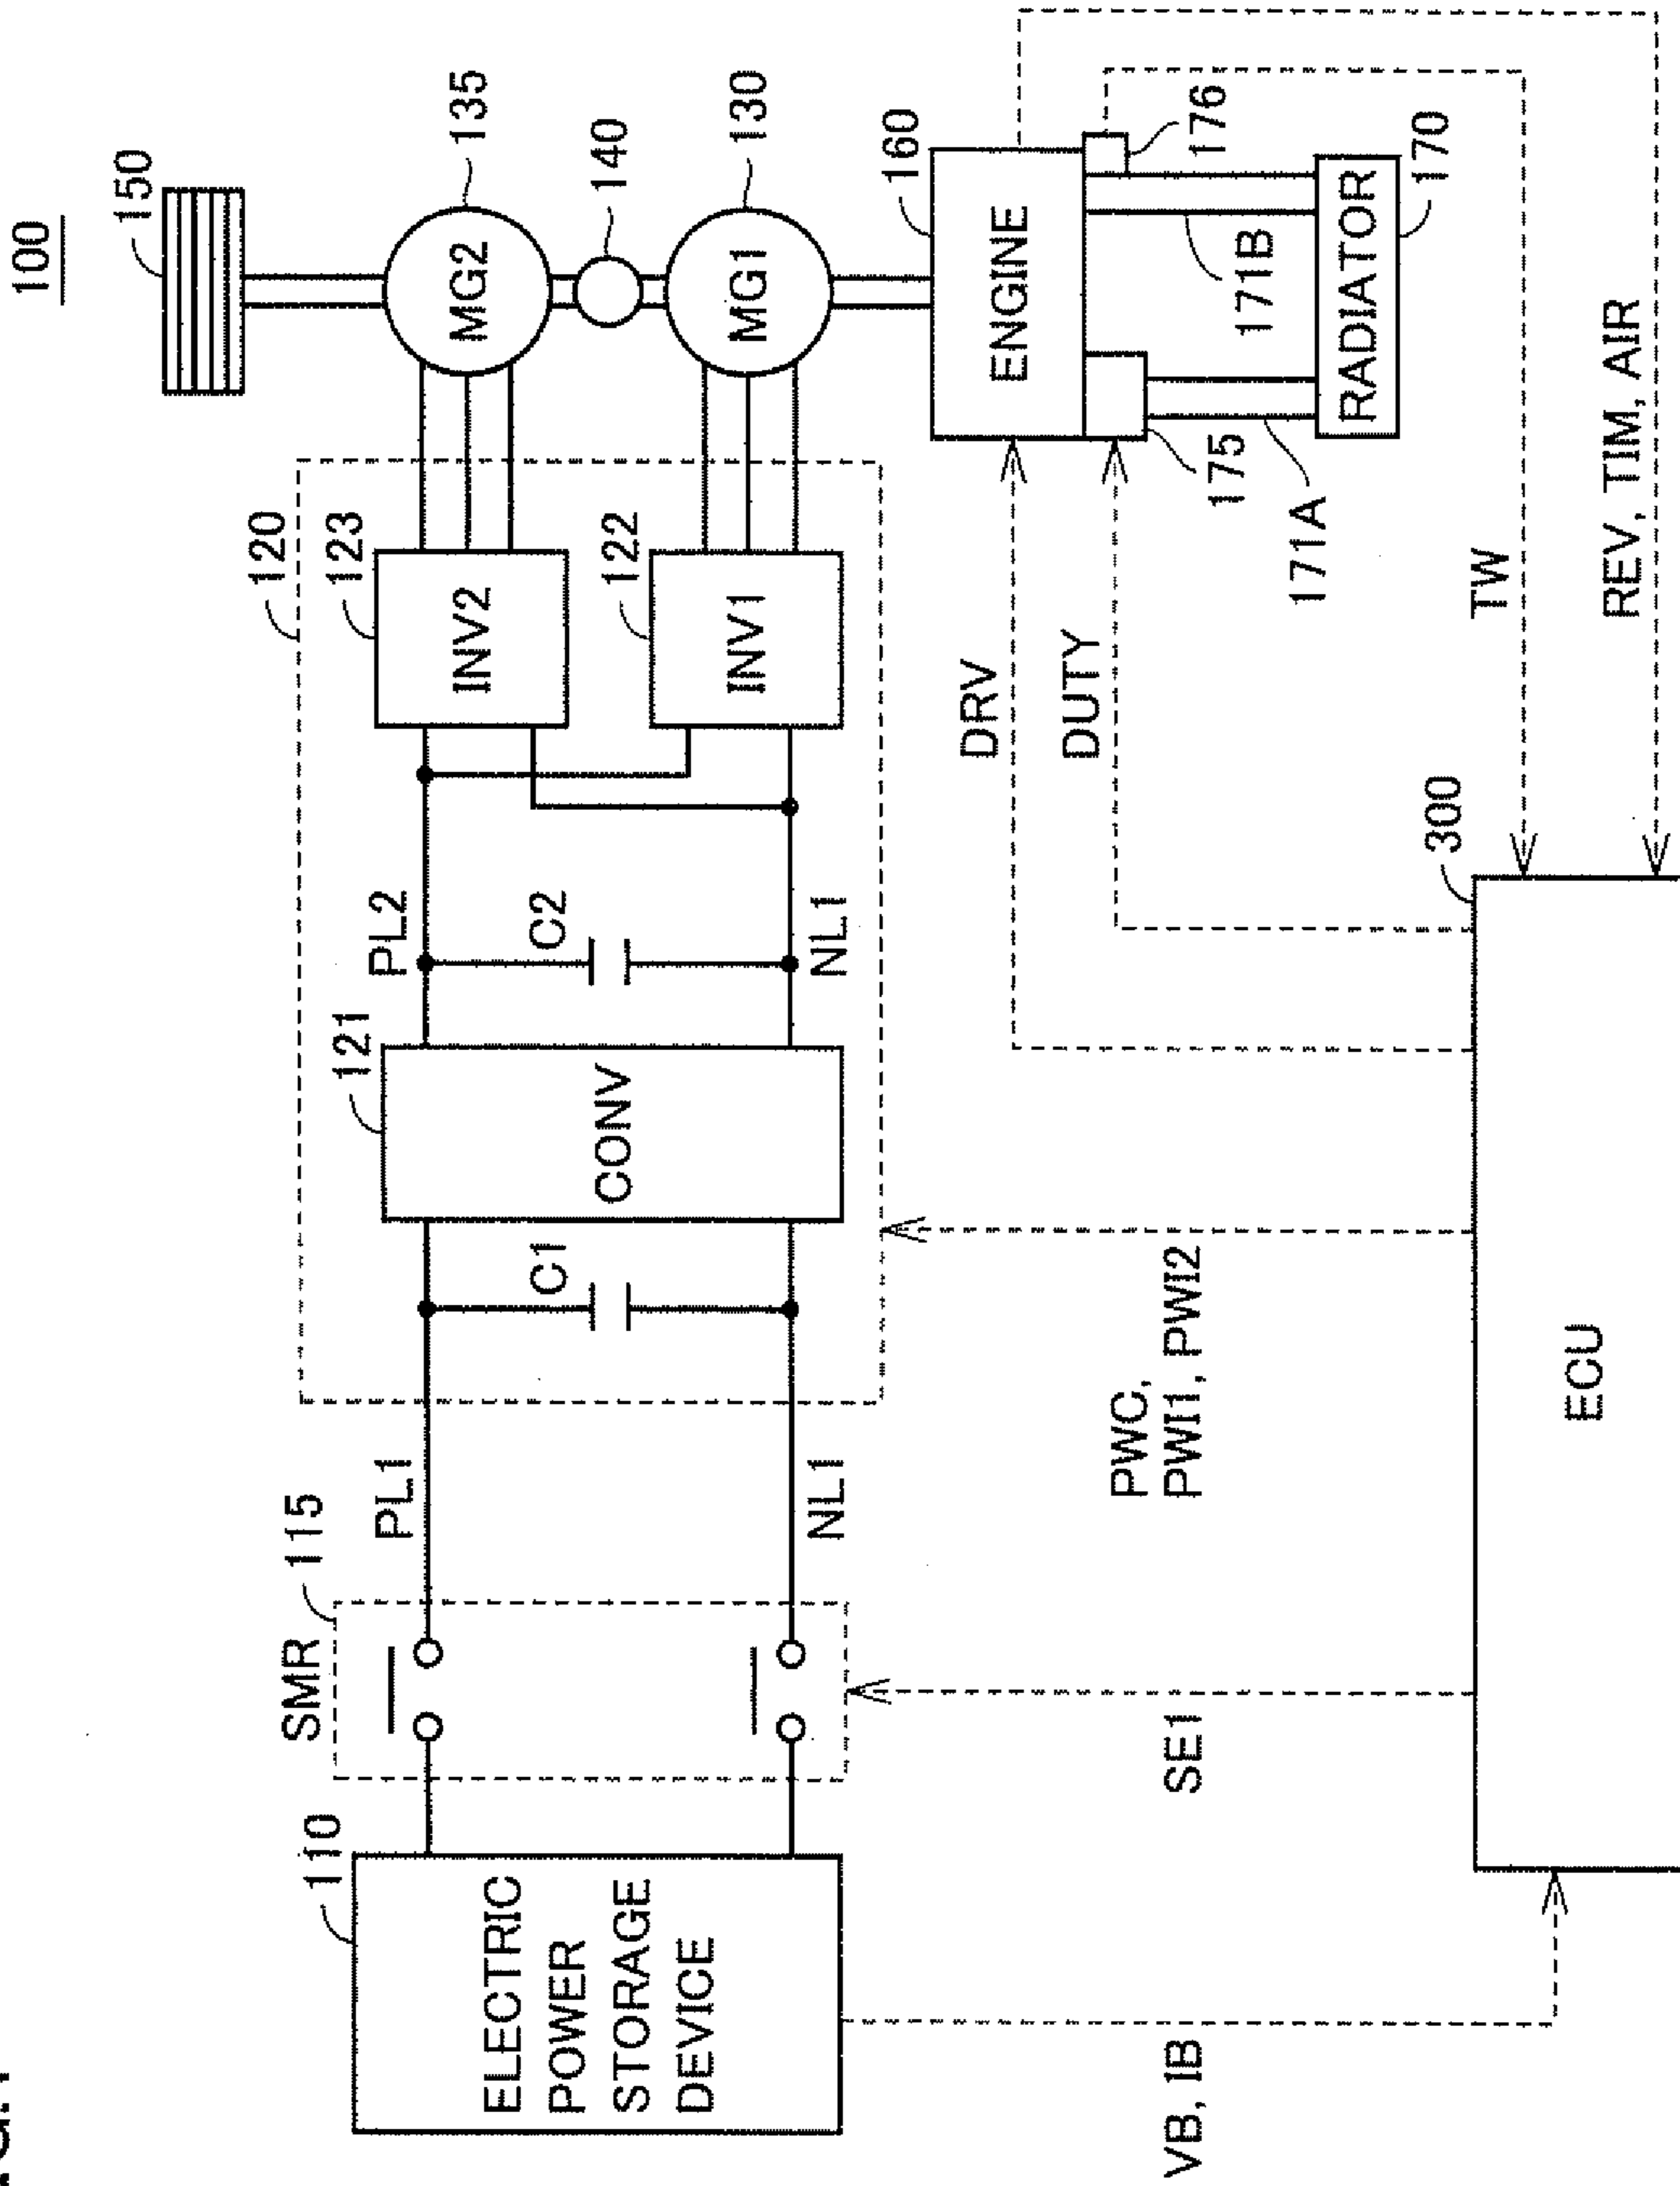 100
150
135
140
130
160
176
170
171B
175
171A
MG2
MG1
ENGINE
RADIATOR
120
123
INV2
122
INV1
PL2
C2
NL1
121
CONV
C1
PL1
NL1
115
SMR
110
ELECTRIC
POWER
STORAGE
DEVICE
DRV
DUTY
TW
REV, TIM, AIR
300
PWC,
PWI1, PWI2
SE1
VB, IB
ECU